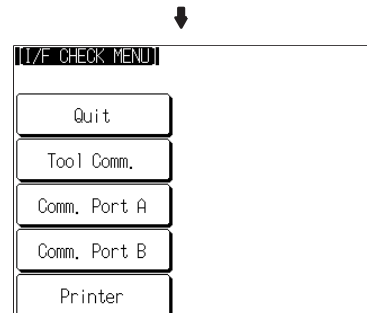 [I/F CHECK MENU]
Quit
Tool Comm.
Comm. Port A
Comm. Port B
Printer